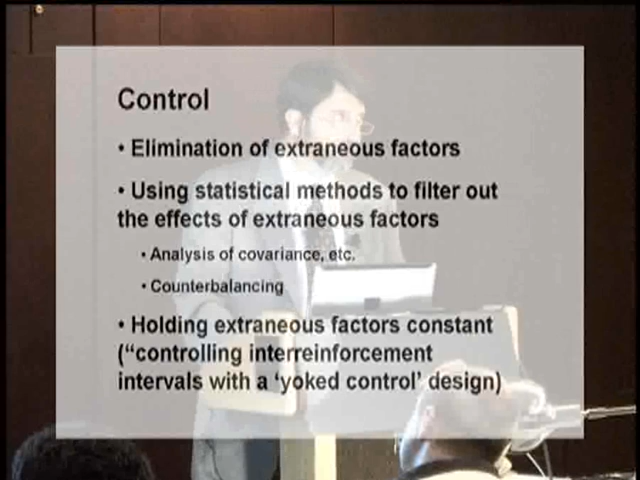 Control
• Elimination of extraneous factors
• Using statistical methods to filter out
the effects of extraneous factors
• Analysis of covariance, etc.
• Counterbalancing
• Holding extraneous factors constant
(“controlling interreinforcement
intervals with a ‘yoked control’ design)